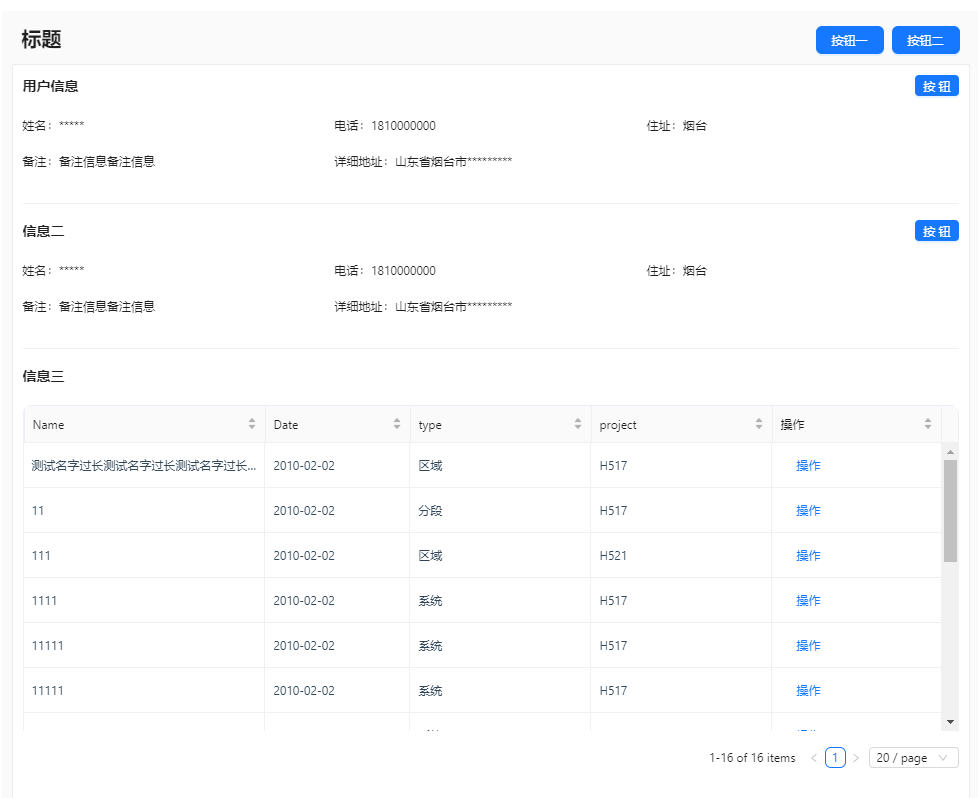 标题 按钮一 按钮二
用户信息 按 钮
姓名：***** 电话：1810000000 住址：烟台
备注：备注信息备注信息 详细地址：山东省烟台市*********
信息二 按 钮
姓名：***** 电话：1810000000 住址：烟台
备注：备注信息备注信息 详细地址：山东省烟台市*********
信息三
Name Date type project 操作
测试名字过长测试名字过长测试名字过长... 2010-02-02 区域 H517 操作
11 2010-02-02 分段 H517 操作
111 2010-02-02 区域 H521 操作
1111 2010-02-02 系统 H517 操作
11111 2010-02-02 系统 H517 操作
11111 2010-02-02 系统 H517 操作
1-16 of 16 items < 1 > 20 / page